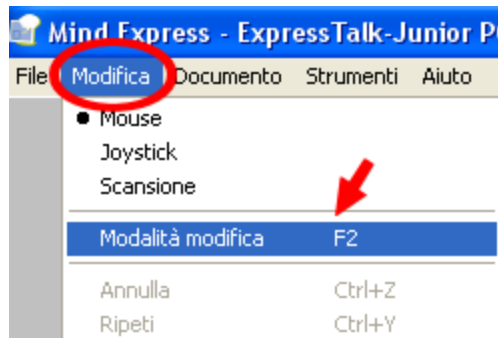 Mind Express - ExpressTalk-Junior P
File Modifica Documento Strumenti Aiuto
Mouse
Joystick
Scansione
Modalità modifica F2
Annulla Ctrl+Z
Ripeti Ctrl+Y